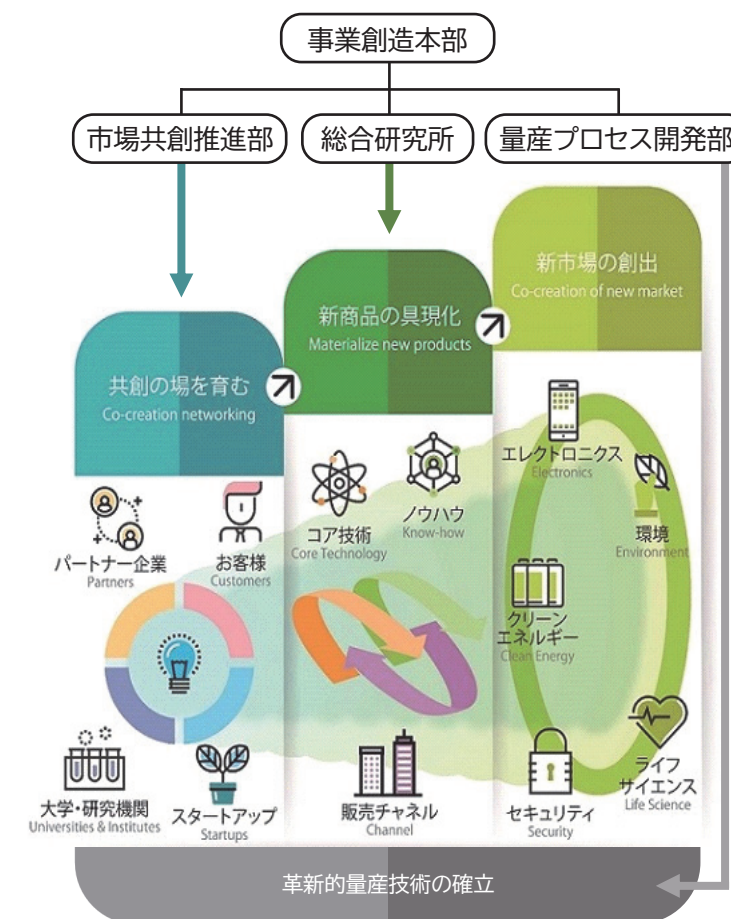 事業創造本部
市場共創推進部
総合研究所
量産プロセス開発部
新市場の創出
Co-creation of new market
新商品の具現化
Materialize new products
共創の場を育む
Co-creation networking
エレクトロニクス
Electronics
環境
Environment
コア技術
Core Technology
ノウハウ
Know-how
パートナー企業
Partners
お客様
Customers
クリーン
エネルギー
Clean Energy
大学・研究機関
Universities & Institutes
スタートアップ
Startups
販売チャネル
Channel
セキュリティ
Security
ライフ
サイエンス
Life Science
革新的量産技術の確立